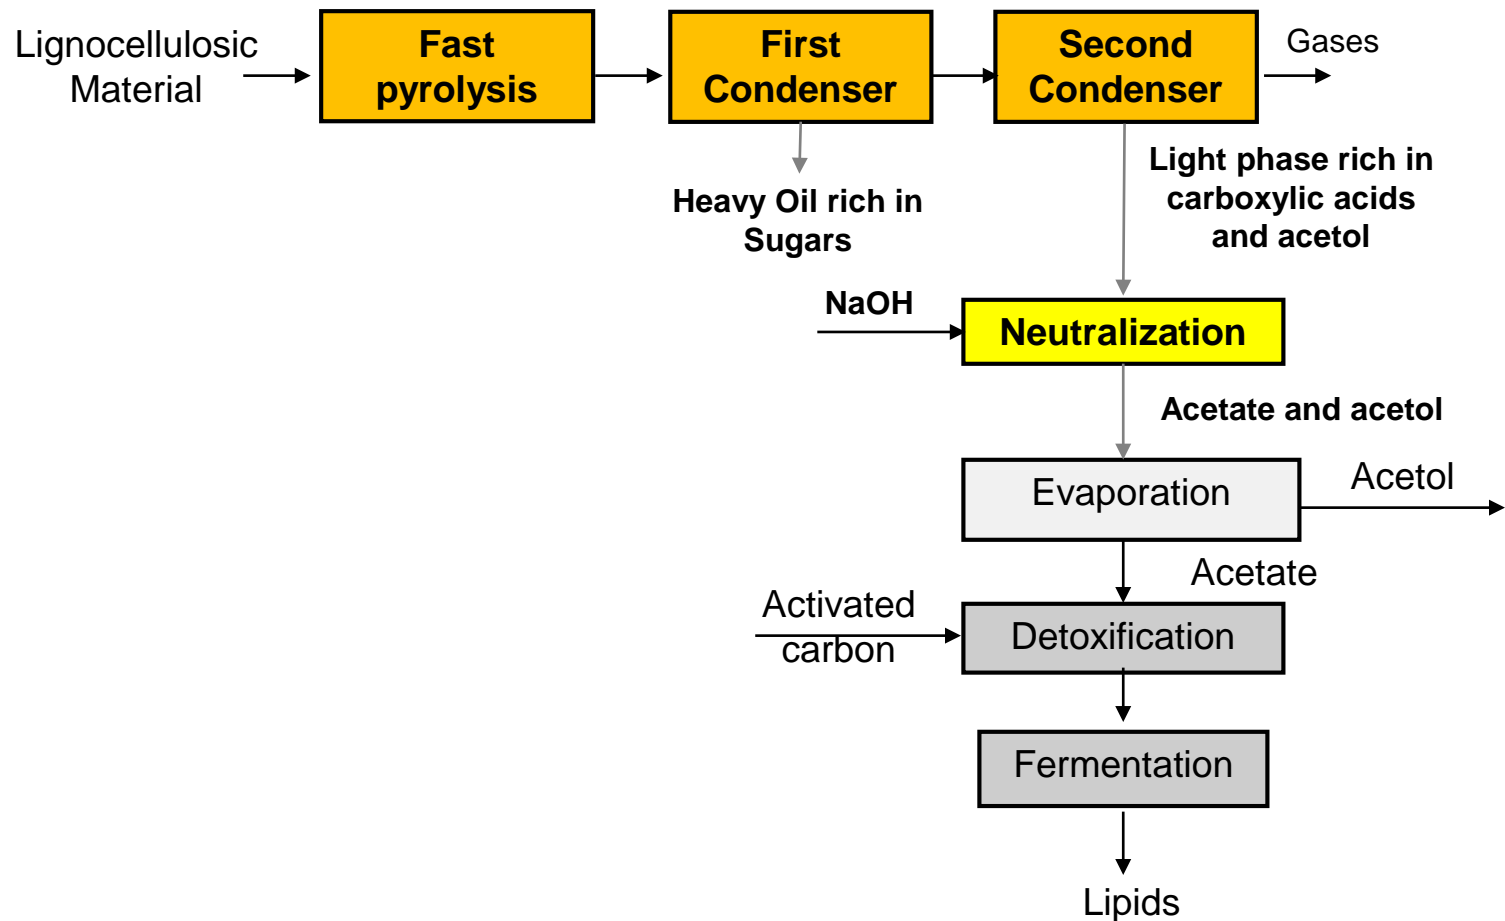 Lignocellulosic
Material
Fast
pyrolysis
First
Condenser
Second
Condenser
Gases
Heavy Oil rich in
Sugars
Light phase rich in
carboxylic acids
and acetol
NaOH
Neutralization
Acetate and acetol
Evaporation
Acetol
Acetate
Activated
carbon
Detoxification
Fermentation
Lipids